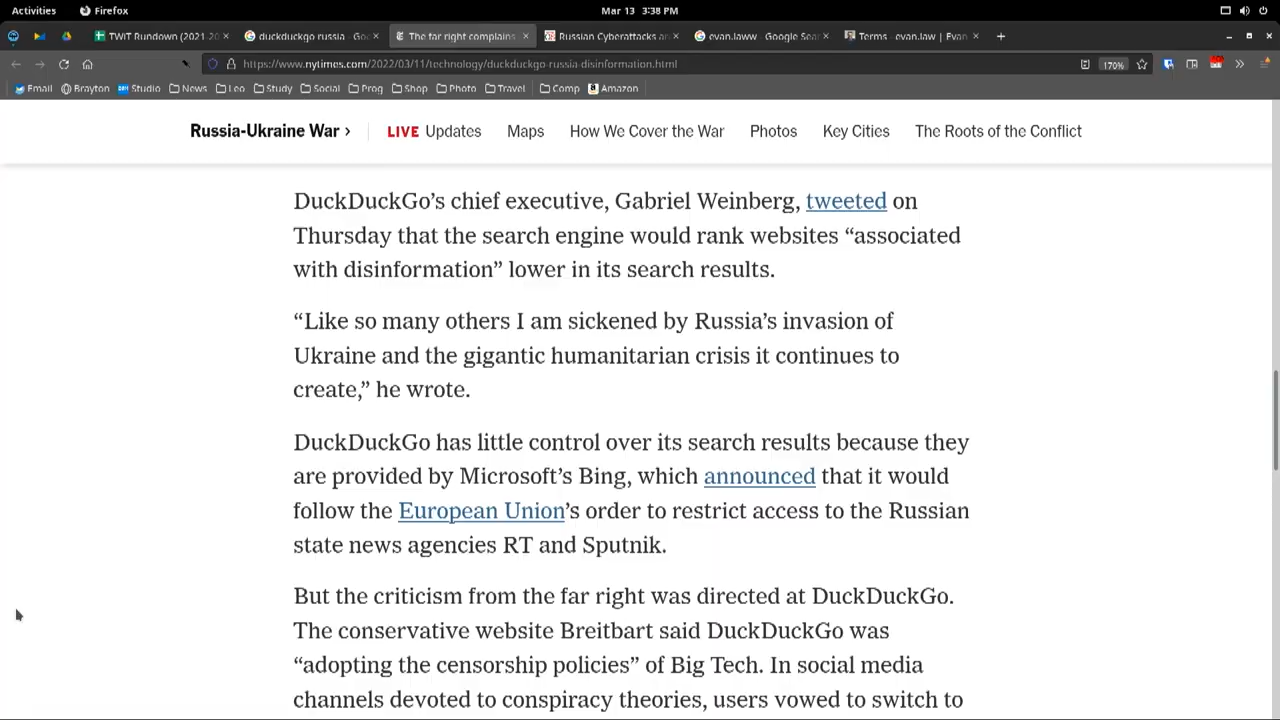 Activities Firefox Mar 13 3:38 PM
TWiT Rundown (2021-20 duckduckgo russia - Goo The far right complains Russian Cyberattacks ar evan.laww - Google Sea Terms - evan.law | Evan
https://www.nytimes.com/2022/03/11/technology/duckduckgo-russia-disinformation.html 170%
Email Brayton Studio News Leo Study Social Prog Shop Photo Travel Comp Amazon
Russia-Ukraine War › LIVE Updates Maps How We Cover the War Photos Key Cities The Roots of the Conflict
DuckDuckGo’s chief executive, Gabriel Weinberg, tweeted on
Thursday that the search engine would rank websites “associated
with disinformation” lower in its search results.
“Like so many others I am sickened by Russia’s invasion of
Ukraine and the gigantic humanitarian crisis it continues to
create,” he wrote.
DuckDuckGo has little control over its search results because they
are provided by Microsoft’s Bing, which announced that it would
follow the European Union’s order to restrict access to the Russian
state news agencies RT and Sputnik.
But the criticism from the far right was directed at DuckDuckGo.
The conservative website Breitbart said DuckDuckGo was
“adopting the censorship policies” of Big Tech. In social media
channels devoted to conspiracy theories, users vowed to switch to